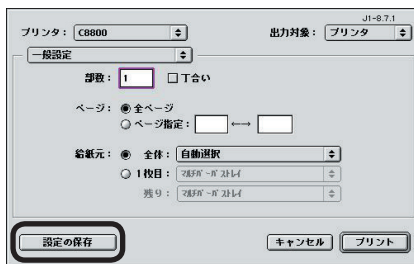 J1-8.7.1
プリンタ： C8800 出力対象： プリンタ
一般設定
部数： 1 丁合い
ページ： 全ページ
ページ指定： ←→
給紙元： 全体： 自動選択
1 枚目： マルチパーパストレイ
残り： マルチパーパストレイ
設定の保存 キャンセル プリント